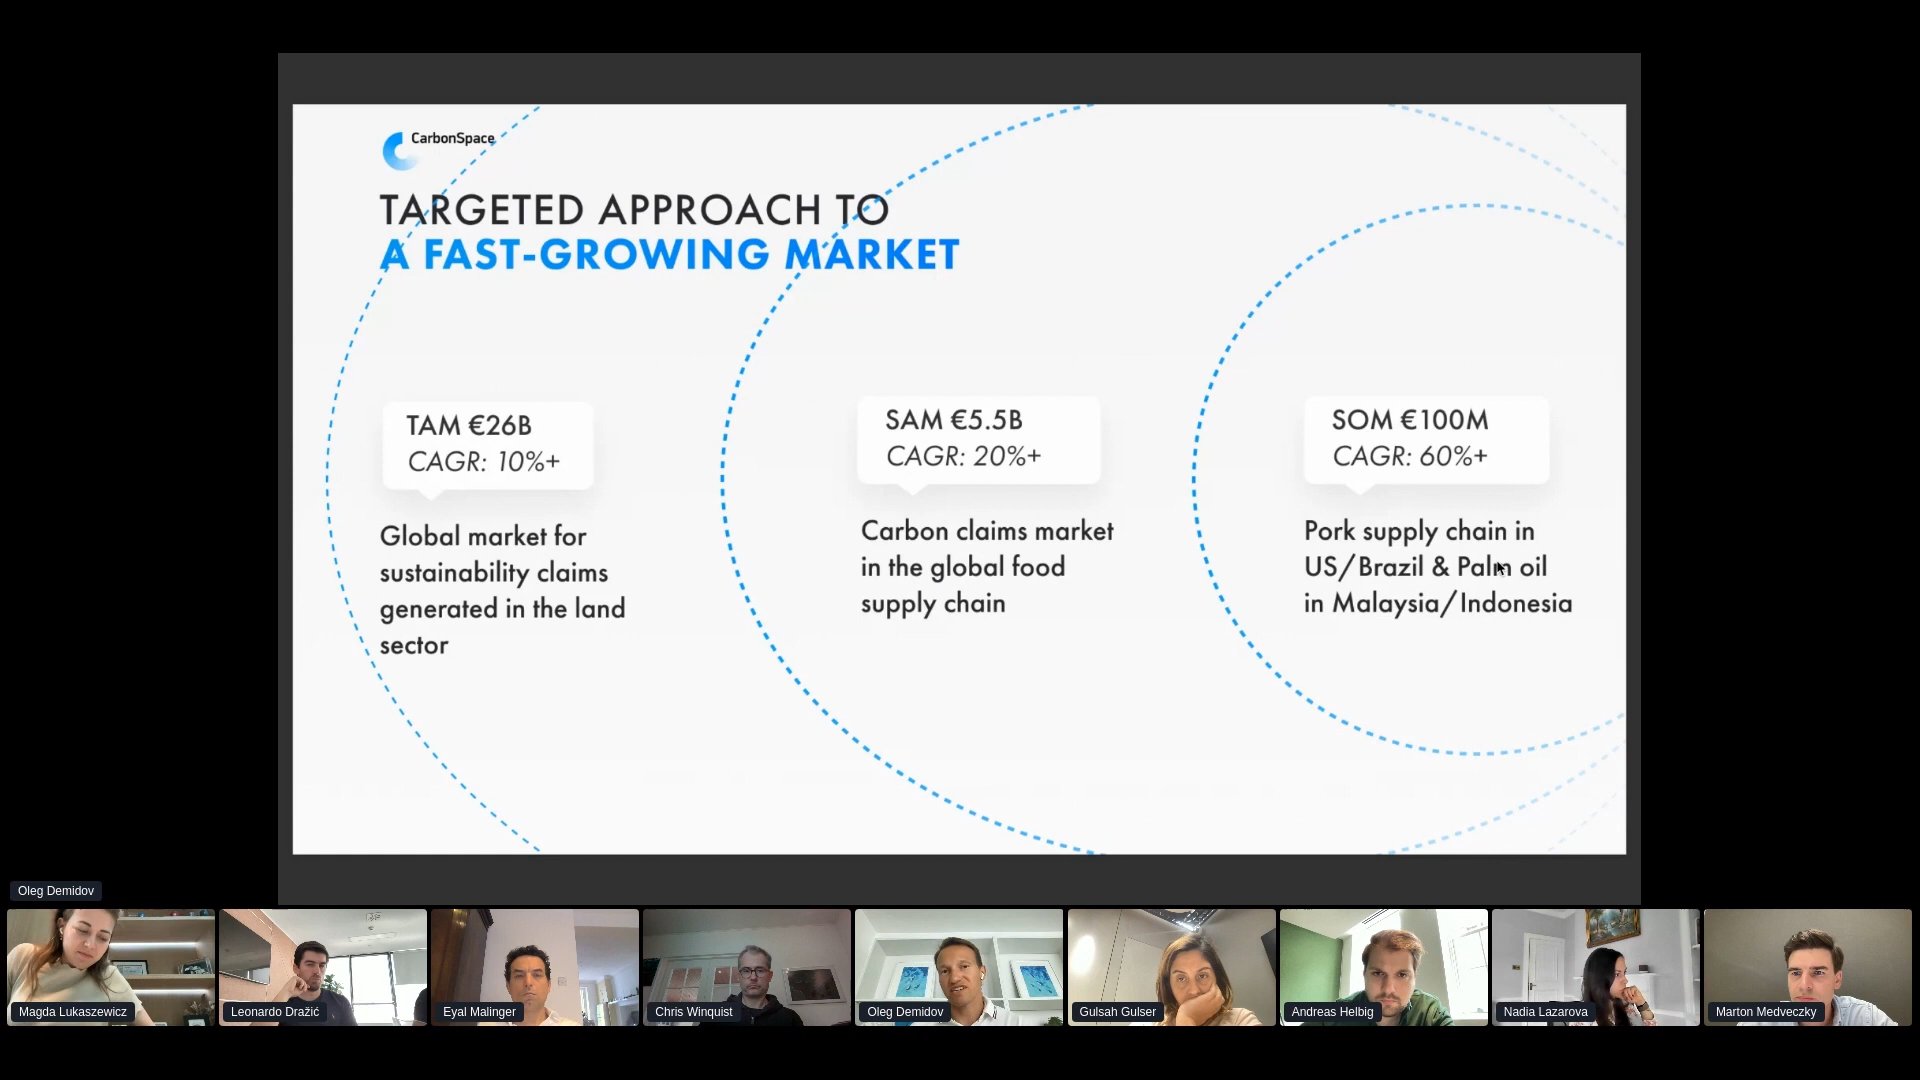 CarbonSpace
TARGETED APPROACH TO
A FAST-GROWING MARKET
TAM €26B
CAGR: 10%+
Global market for
sustainability claims
generated in the land
sector
SAM €5.5B
CAGR: 20%+
Carbon claims market
in the global food
supply chain
SOM €100M
CAGR: 60%+
Pork supply chain in
US/Brazil & Palm oil
in Malaysia/Indonesia
Oleg Demidov
Magda Lukaszewicz
Leonardo Dražić
Eyal Malinger
Chris Winquist
Oleg Demidov
Gulsah Gulser
Andreas Helbig
Nadia Lazarova
Marton Medveczky